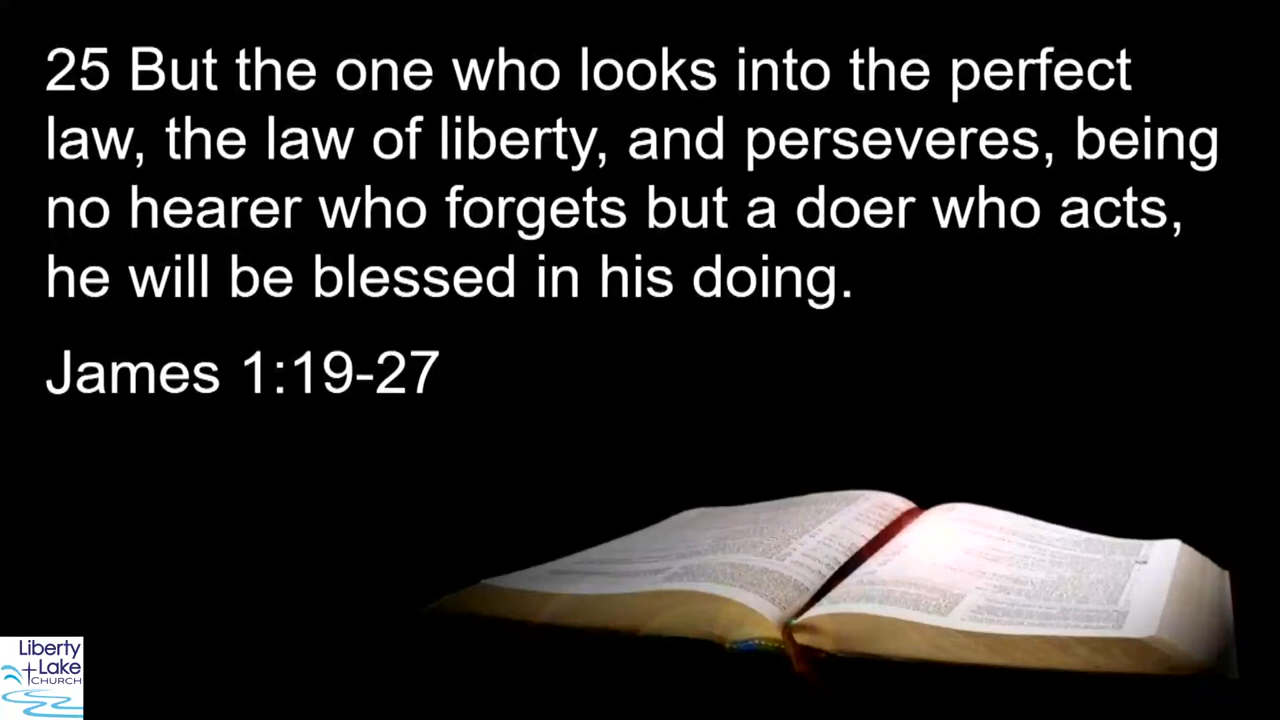 25 But the one who looks into the perfect
law, the law of liberty, and perseveres, being
no hearer who forgets but a doer who acts,
he will be blessed in his doing.
James 1:19-27
Liberty
Lake
CHURCH